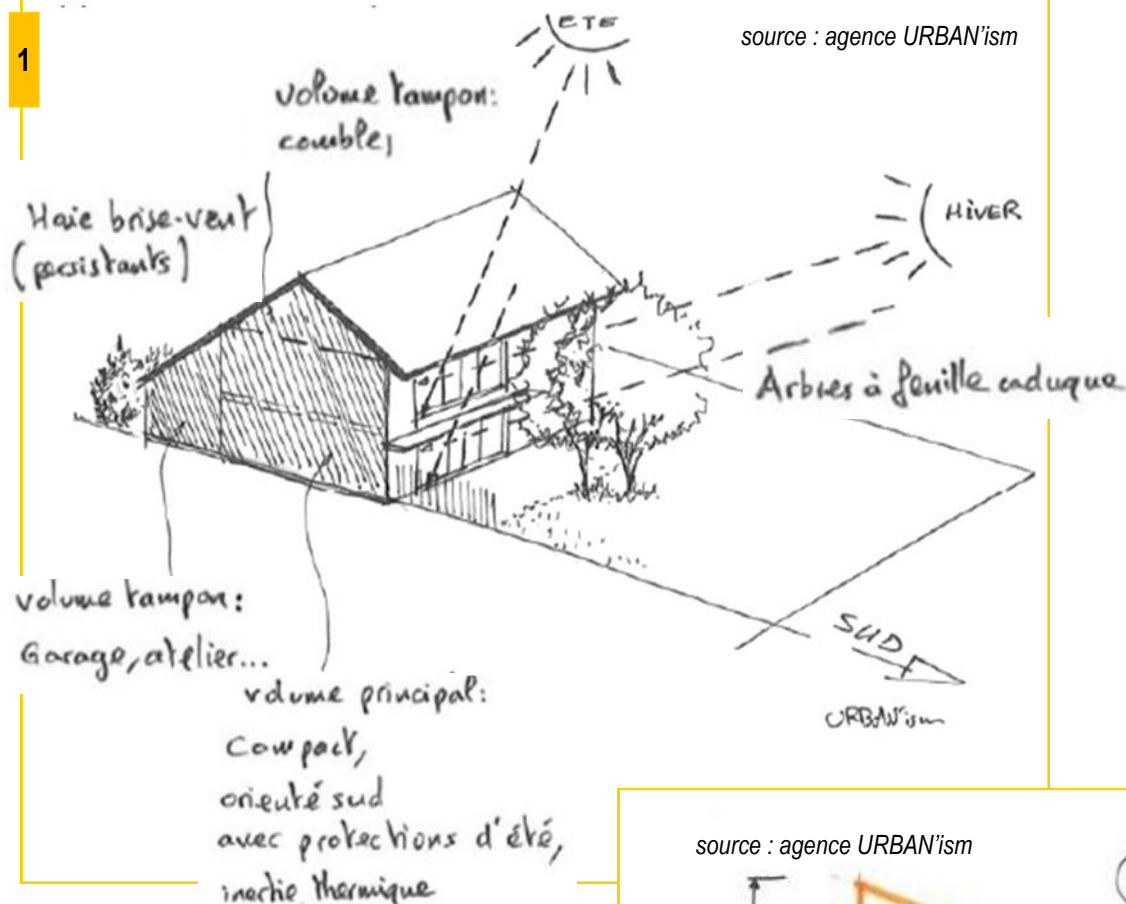 1
source : agence URBAN'ism
ETE
volume tampon:
comble,
Haie brise-vent
(persistants)
HiVER
Arbres à feuille caduque
volume tampon:
Garage, atelier...
SUD
URBAN'ism
volume principal:
Compact,
orienté sud
avec protections d'été,
inertie thermique
source : agence URBAN'ism